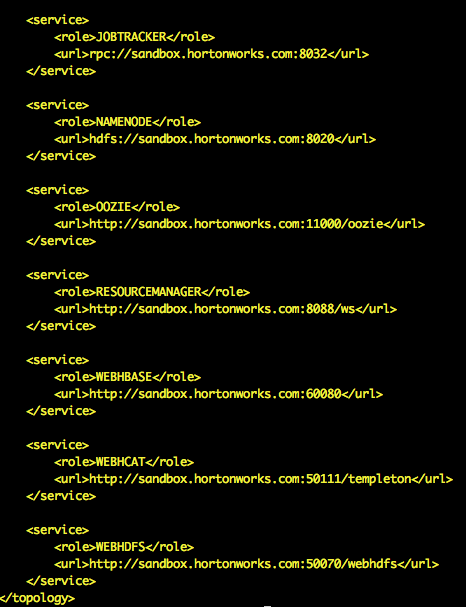 <service>
<role>JOBTRACKER</role>
<url>rpc://sandbox.hortonworks.com:8032</url>
</service>
<service>
<role>NAMENODE</role>
<url>hdfs://sandbox.hortonworks.com:8020</url>
</service>
<service>
<role>OOZIE</role>
<url>http://sandbox.hortonworks.com:11000/oozie</url>
</service>
<service>
<role>RESOURCEMANAGER</role>
<url>http://sandbox.hortonworks.com:8088/ws</url>
</service>
<service>
<role>WEBHBASE</role>
<url>http://sandbox.hortonworks.com:60080</url>
</service>
<service>
<role>WEBHCAT</role>
<url>http://sandbox.hortonworks.com:50111/templeton</url>
</service>
<service>
<role>WEBHDFS</role>
<url>http://sandbox.hortonworks.com:50070/webhdfs</url>
</service>
</topology>